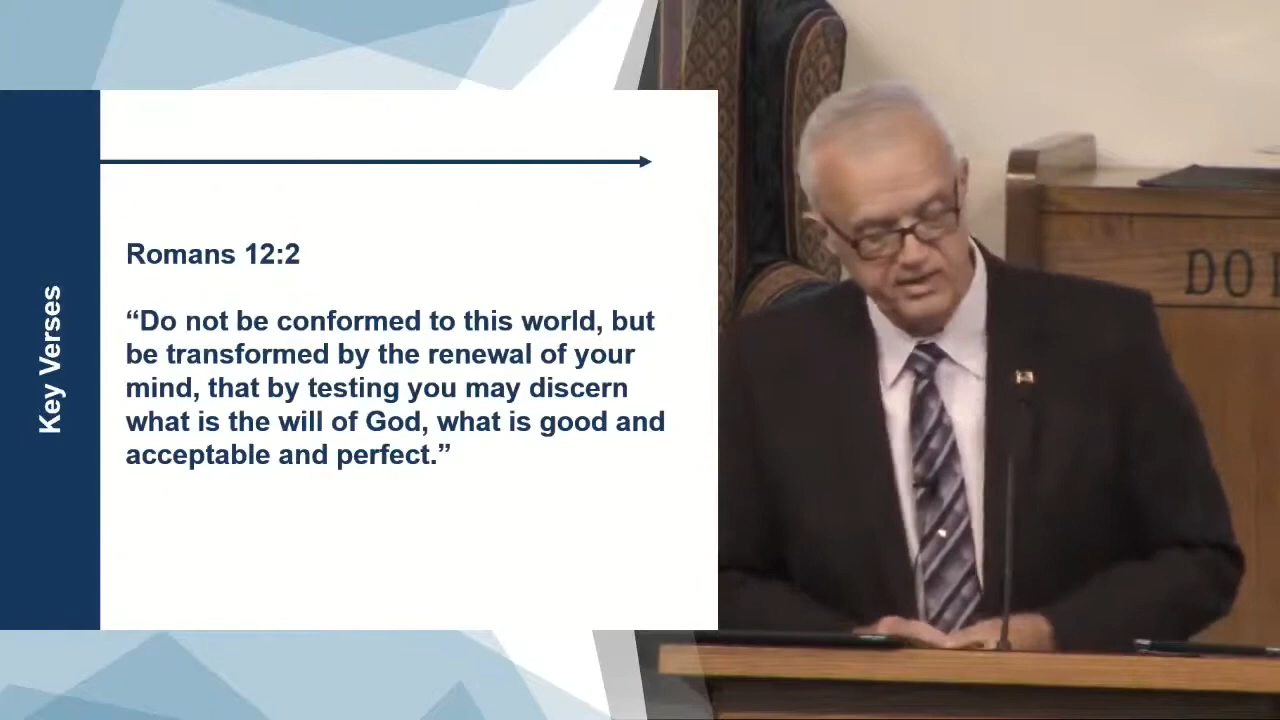 Key Verses
Romans 12:2
“Do not be conformed to this world, but
be transformed by the renewal of your
mind, that by testing you may discern
what is the will of God, what is good and
acceptable and perfect.”
DO